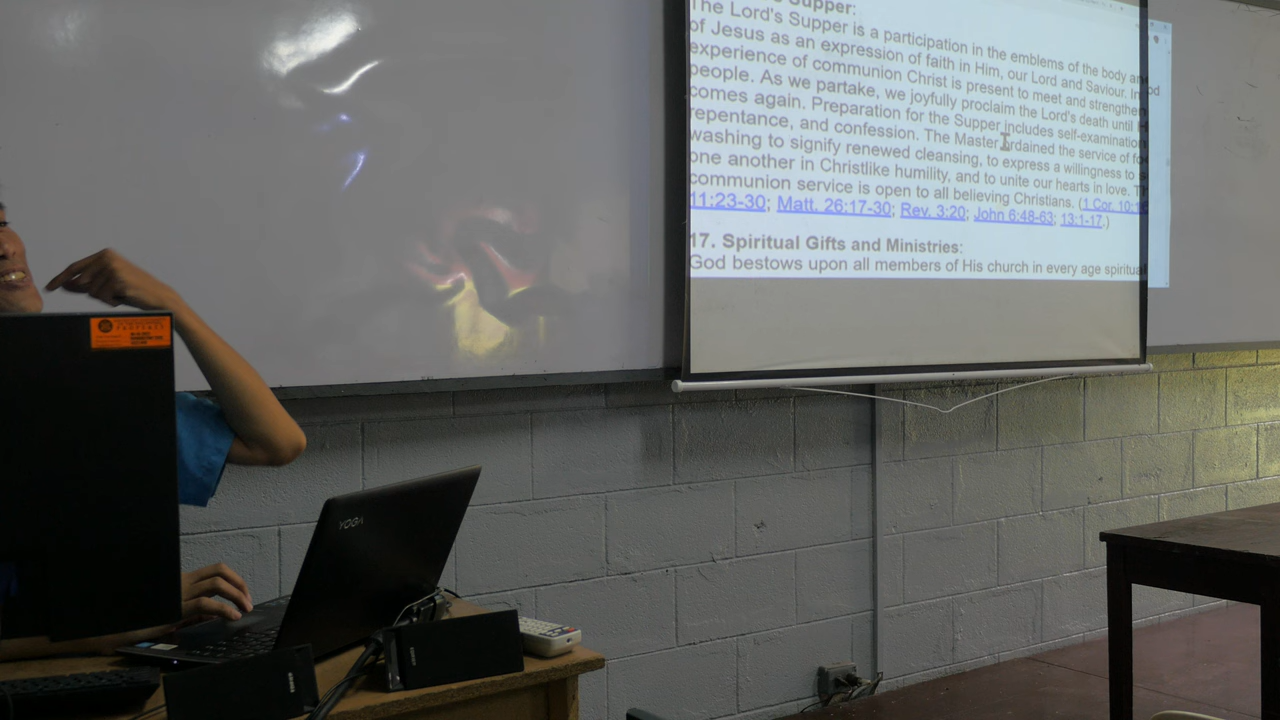 Supper:
The Lord's Supper is a participation in the emblems of the body and
of Jesus as an expression of faith in Him, our Lord and Saviour. In
experience of communion Christ is present to meet and strengthen
people. As we partake, we joyfully proclaim the Lord's death until
comes again. Preparation for the Supper includes self-examination
repentance, and confession. The Master ordained the service of
washing to signify renewed cleansing, to express a willingness to
one another in Christlike humility, and to unite our hearts in love.
communion service is open to all believing Christians. (1 Cor. 10:16
11:23-30; Matt. 26:17-30; Rev. 3:20; John 6:48-63; 13:1-17.)
17. Spiritual Gifts and Ministries:
God bestows upon all members of His church in every age spiritual
YOGA